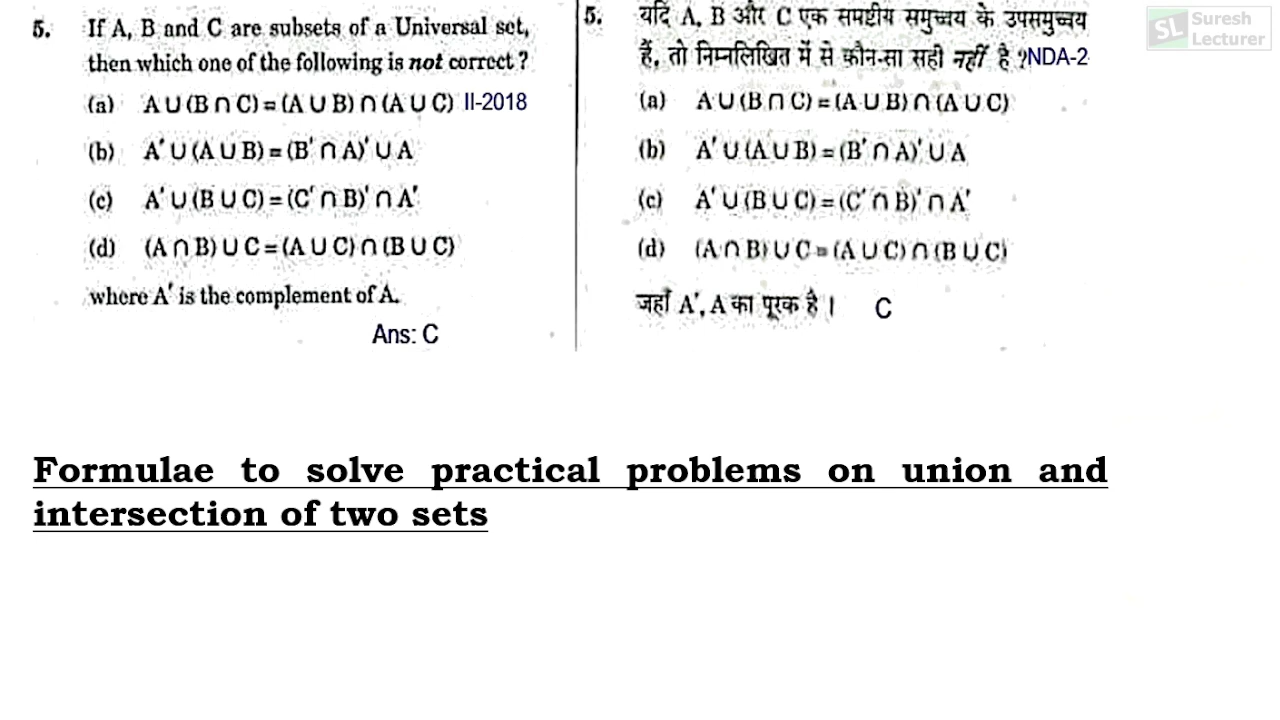 5. If A, B and C are subsets of a Universal set,
then which one of the following is not correct ?
(a) A ∪ (B ∩ C) = (A ∪ B) ∩ (A ∪ C) II-2018
(b) A′ ∪ (A ∪ B) = (B′ ∩ A)′ ∪ A
(c) A′ ∪ (B ∪ C) = (C′ ∩ B)′ ∩ A′
(d) (A ∩ B) ∪ C = (A ∪ C) ∩ (B ∪ C)
where A′ is the complement of A.
Ans: C
5. यदि A, B और C एक समष्टीय समुच्चय के उपसमुच्चय
हैं, तो निम्नलिखित में से कौन-सा सही नहीं है ?NDA-2
(a) A ∪ (B ∩ C) = (A ∪ B) ∩ (A ∪ C)
(b) A′ ∪ (A ∪ B) = (B′ ∩ A)′ ∪ A
(c) A′ ∪ (B ∪ C) = (C′ ∩ B)′ ∩ A′
(d) (A ∩ B) ∪ C = (A ∪ C) ∩ (B ∪ C)
जहाँ A′, A का पूरक है । C
SL Suresh
Lecturer
Formulae to solve practical problems on union and
intersection of two sets